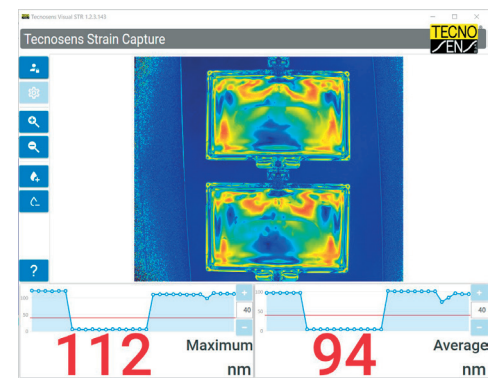 Tecnosens Visual STR 1.2.5.145
Tecnosens Strain Capture
TECNO
SENS
?
100
50
0
+
40
−
112
Maximum
nm
100
50
0
+
40
−
94
Average
nm